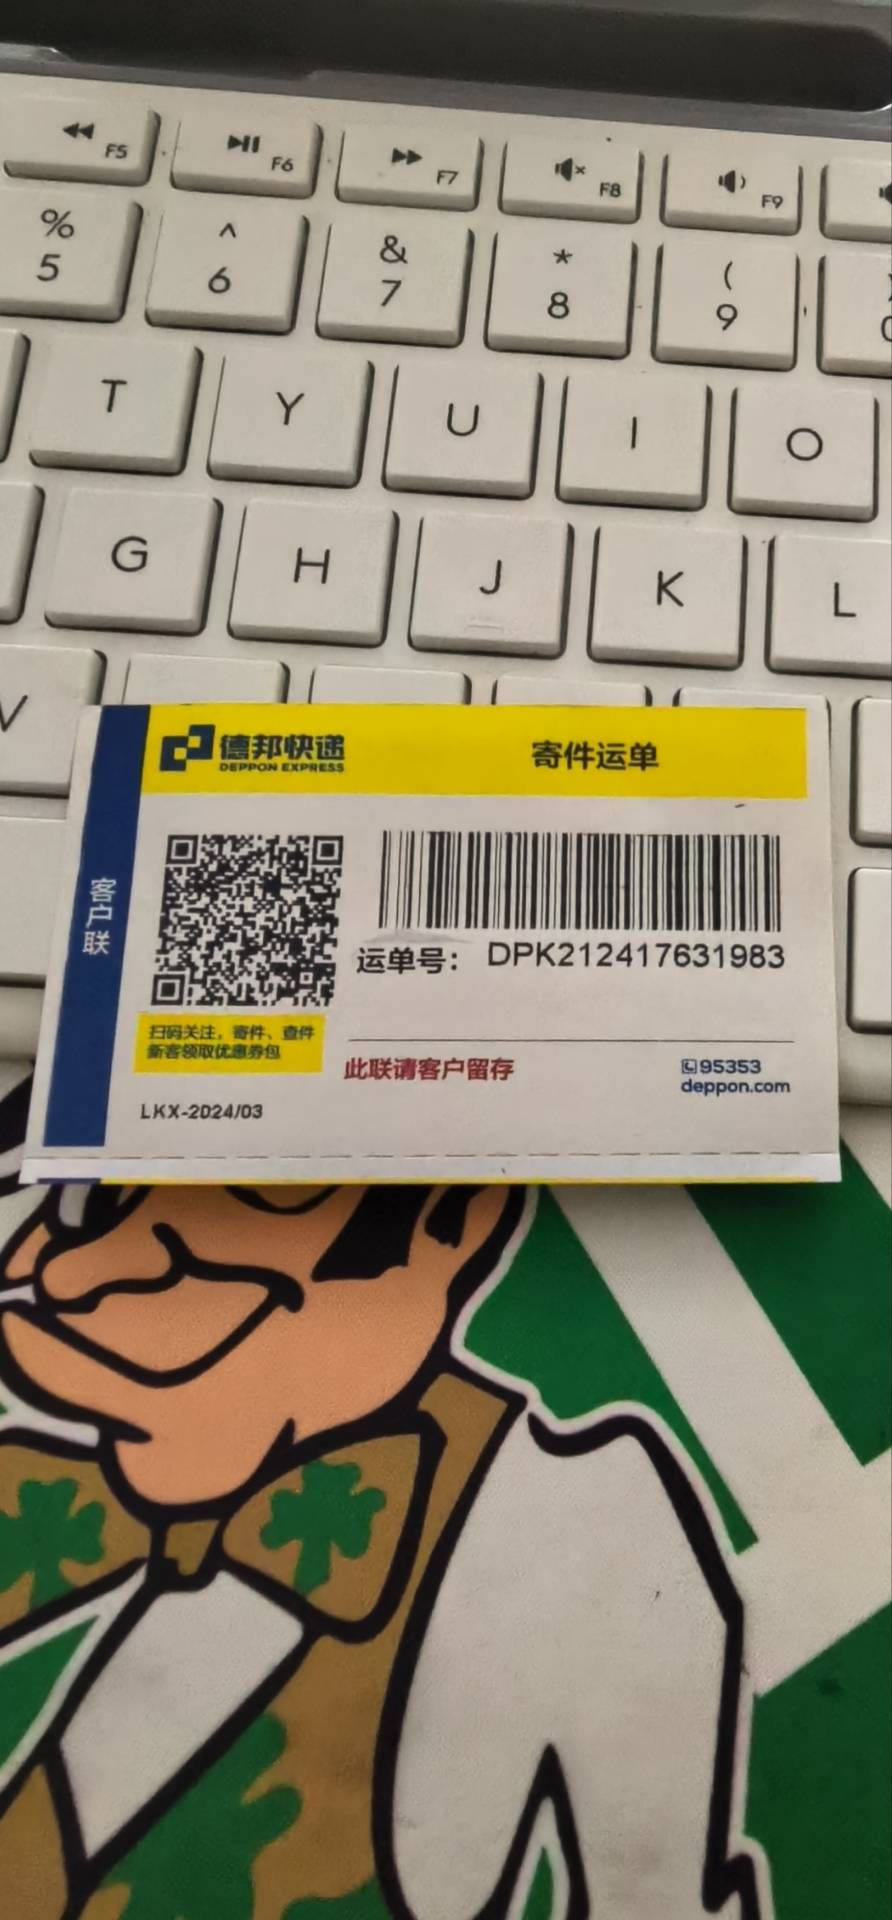 F5 F6 F7 F8 F9
% ^ & * (
5 6 7 8 9
T Y U I O
G H J K L
V
德邦快递
DEPPON EXPRESS
寄件运单
客户联
运单号： DPK212417631983
扫码关注，寄件、查件
新客领取优惠券包
此联请客户留存
95353
deppon.com
LKX-2024/03